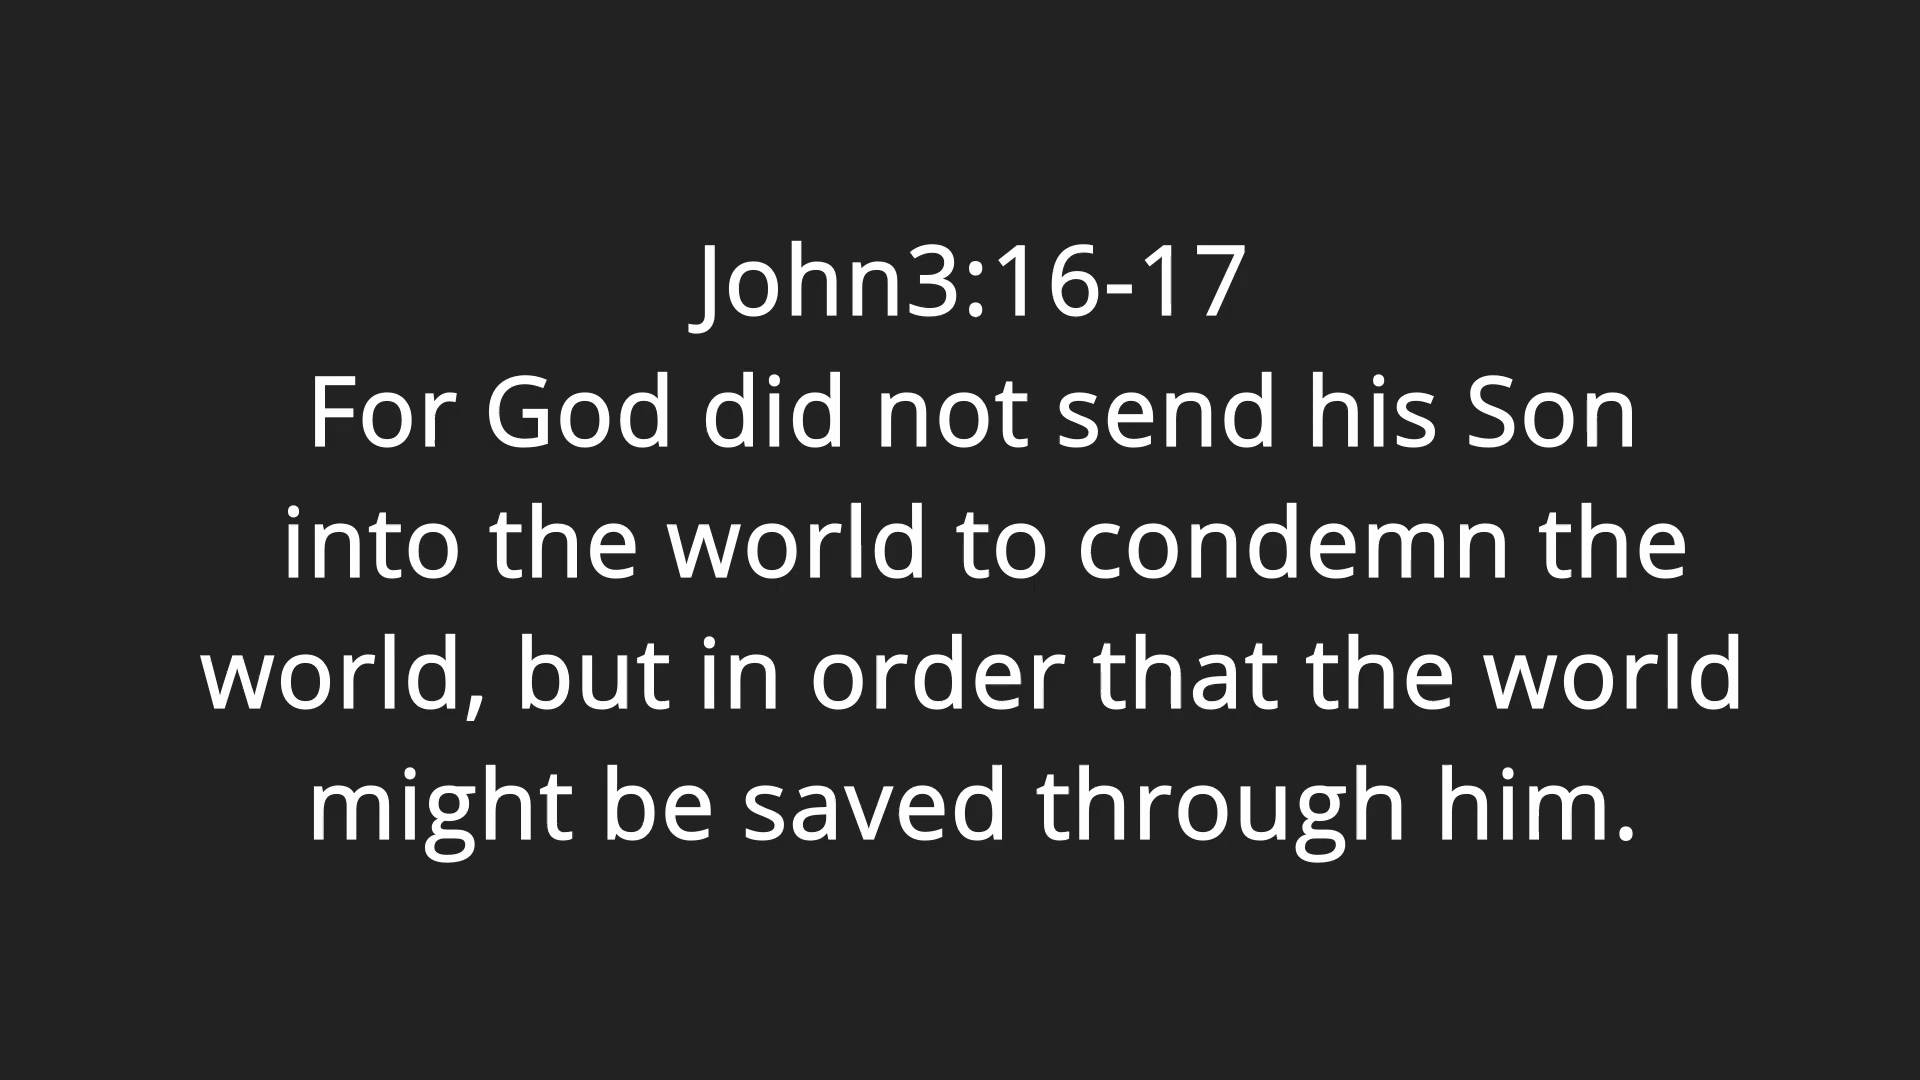 John3:16-17
For God did not send his Son
into the world to condemn the
world, but in order that the world
might be saved through him.